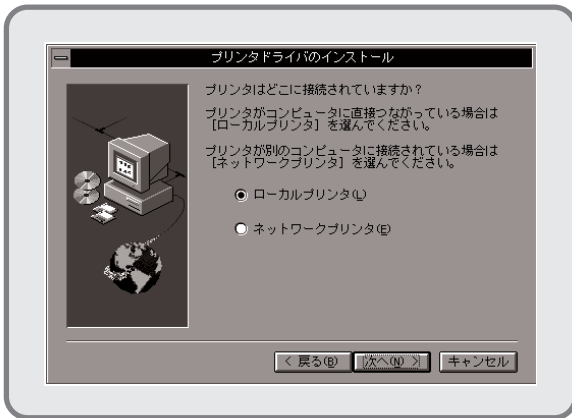 プリンタドライバのインストール
プリンタはどこに接続されていますか？
プリンタがコンピュータに直接つながっている場合は
［ローカルプリンタ］を選んでください。
プリンタが別のコンピュータに接続されている場合は
［ネットワークプリンタ］を選んでください。
ローカルプリンタ(L)
ネットワークプリンタ(E)
< 戻る(B) 次へ(N) > キャンセル